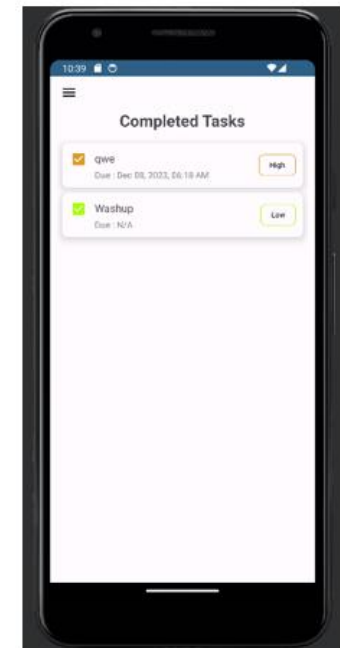 10:39
Completed Tasks
qwe
High
Due : Dec 08, 2023, 06:18 AM
Washup
Low
Due : N/A